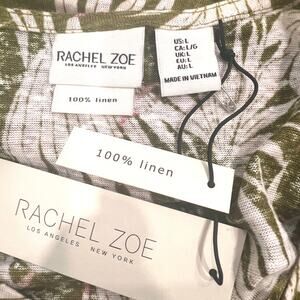 RACHEL ZOE
LOS ANGELES NEW YORK
100% linen
US: L
CA: L/G
UK: L
EU: L
AU: L
MADE IN VIETNAM
100% linen
RACHEL ZOE
LOS ANGELES NEW YORK